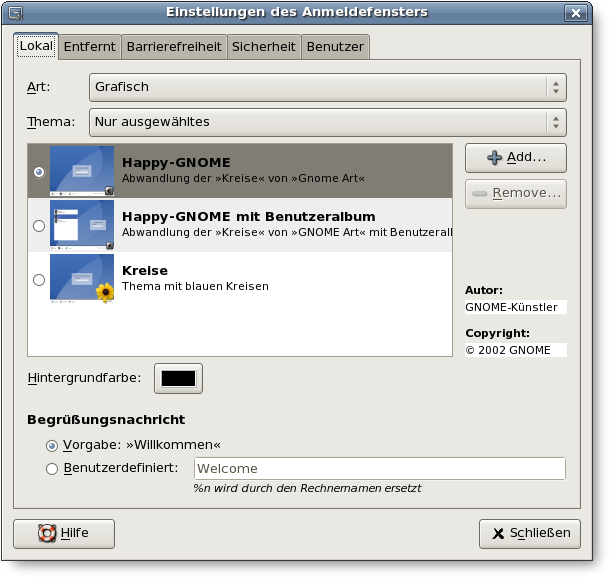 Einstellungen des Anmeldefensters
Lokal Entfernt Barrierefreiheit Sicherheit Benutzer
Art: Grafisch
Thema: Nur ausgewähltes
Happy-GNOME
Abwandlung der »Kreise« von »Gnome Art«
Add...
Happy-GNOME mit Benutzeralbum
Abwandlung der »Kreise« von »GNOME Art« mit Benutzerall
Remove...
Kreise
Thema mit blauen Kreisen
Autor:
GNOME-Künstler
Copyright:
© 2002 GNOME
Hintergrundfarbe:
Begrüßungsnachricht
Vorgabe: »Willkommen«
Benutzerdefiniert: Welcome
%n wird durch den Rechnemamen ersetzt
Hilfe Schließen